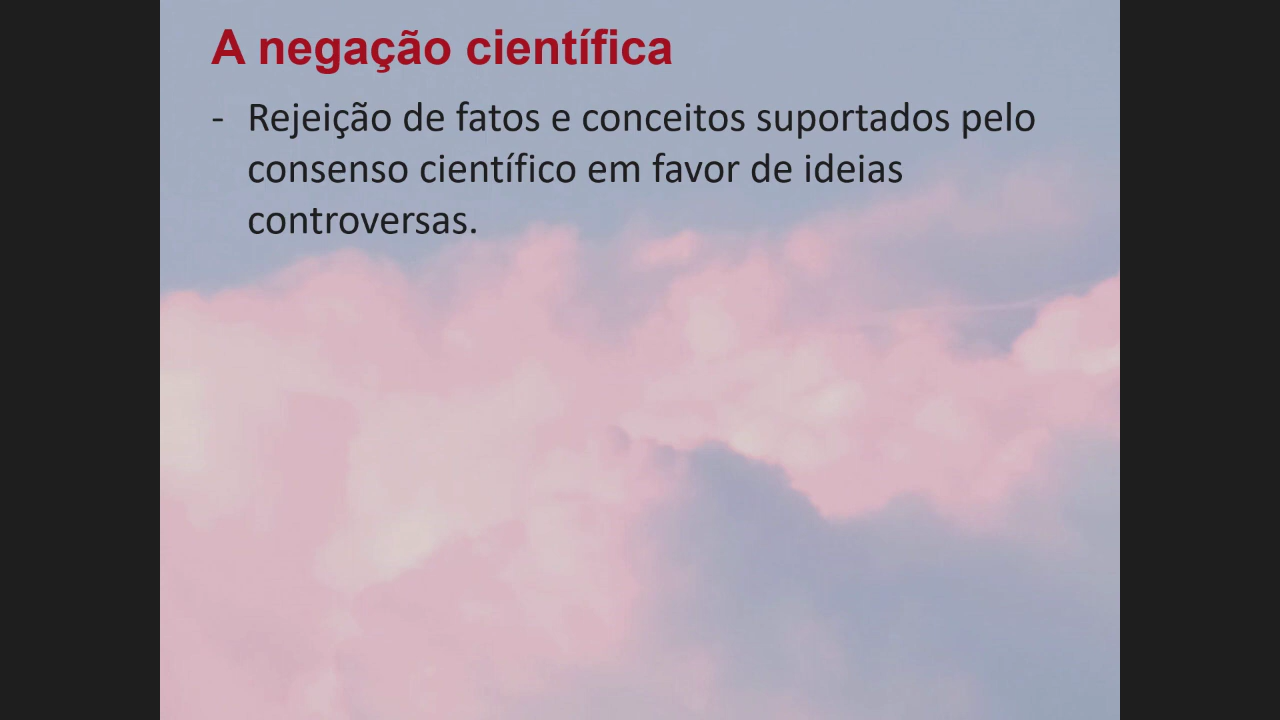 A negação científica
- Rejeição de fatos e conceitos suportados pelo
consenso científico em favor de ideias
controversas.